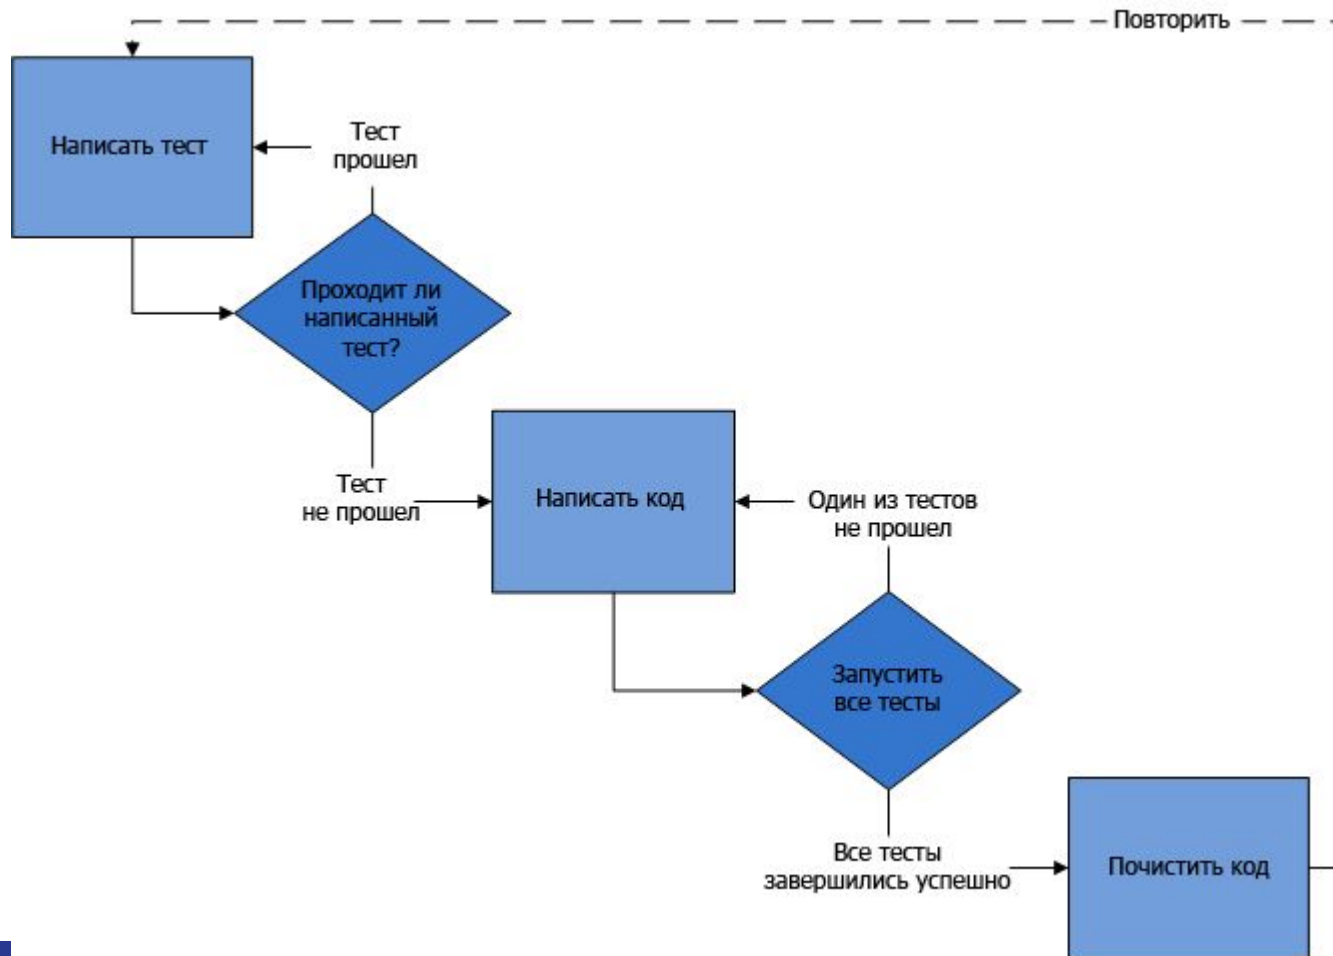 Повторить
Написать тест
Тест
прошел
Проходит ли
написанный
тест?
Тест
не прошел
Написать код
Один из тестов
не прошел
Запустить
все тесты
Все тесты
завершились успешно
Почистить код